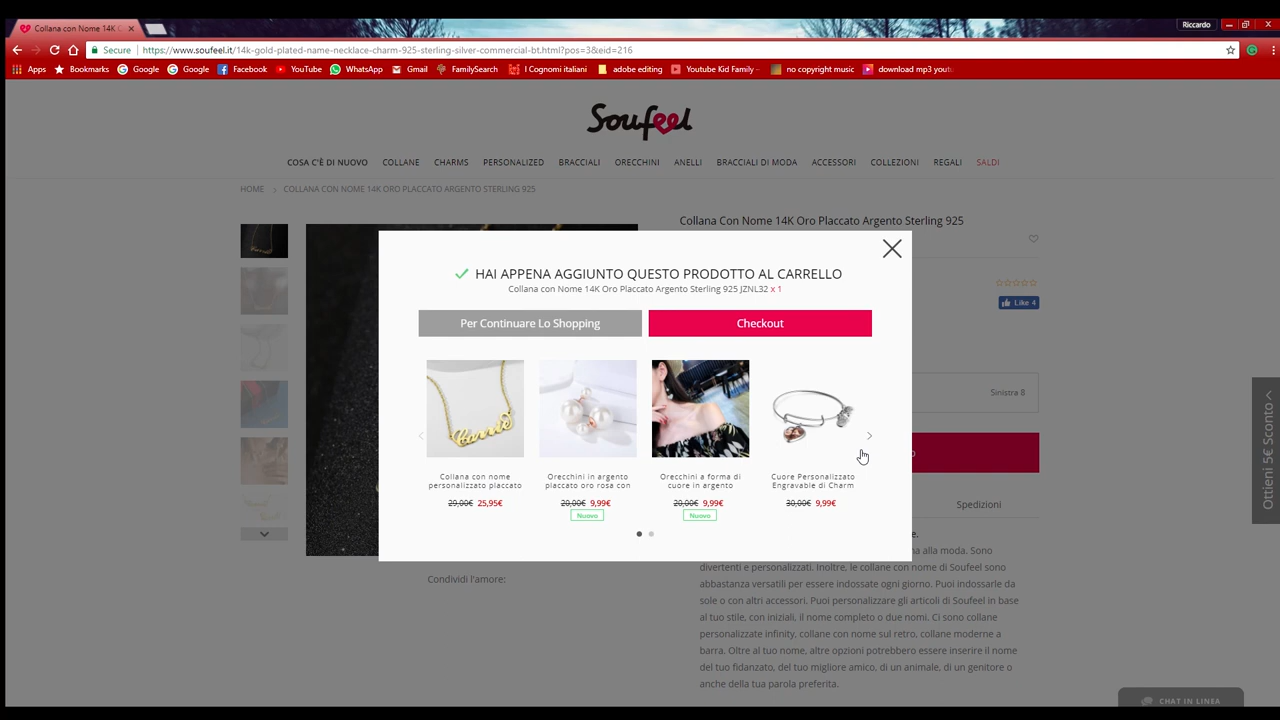 Collana con Nome 14K
Riccardo
Secure
https://www.soufeel.it/14k-gold-plated-name-necklace-charm-925-sterling-silver-commercial-bt.html?pos=3&eid=216
Apps Bookmarks Google Google Facebook YouTube WhatsApp Gmail FamilySearch I Cognomi italiani adobe editing Youtube Kid Family - no copyright music download mp3 yout
Soufeel
COSA C'È DI NUOVO COLLANE CHARMS PERSONALIZED BRACCIALI ORECCHINI ANELLI BRACCIALI DI MODA ACCESSORI COLLEZIONI REGALI SALDI
HOME > COLLANA CON NOME 14K ORO PLACCATO ARGENTO STERLING 925
Collana Con Nome 14K Oro Placcato Argento Sterling 925
Like 4
Sinistra 8
Ottieni 5€ Sconto
HAI APPENA AGGIUNTO QUESTO PRODOTTO AL CARRELLO
Collana con Nome 14K Oro Placcato Argento Sterling 925 JZNL32 x 1
Per Continuare Lo Shopping
Checkout
Carrie
Collana con nome
personalizzato placcato
29,00€ 25,95€
Orecchini in argento
placcato oro rosa con
20,00€ 9,99€
Nuovo
Orecchini a forma di
cuore in argento
20,00€ 9,99€
Nuovo
Cuore Personalizzato
Engravable di Charm
30,00€ 9,99€
Spedizioni
Condividi l'amore:
na alla moda. Sono
divertenti e personalizzati. Inoltre, le collane con nome di Soufeel sono
abbastanza versatili per essere indossate ogni giorno. Puoi indossarle da
sole o con altri accessori. Puoi personalizzare gli articoli di Soufeel in base
al tuo stile, con iniziali, il nome completo o due nomi. Ci sono collane
personalizzate infinity, collane con nome sul retro, collane moderne a
barra. Oltre al tuo nome, altre opzioni potrebbero essere inserire il nome
del tuo fidanzato, del tuo migliore amico, di un animale, di un genitore o
anche della tua parola preferita.
CHAT IN LINEA